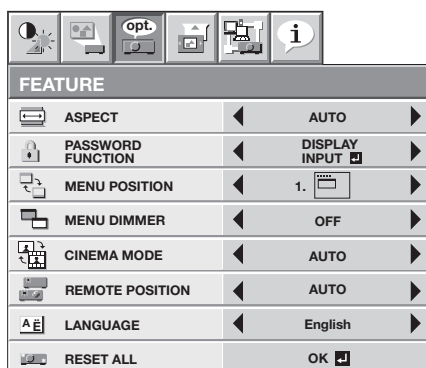 opt.
i
FEATURE
ASPECT AUTO
PASSWORD FUNCTION DISPLAY INPUT
MENU POSITION 1.
MENU DIMMER OFF
CINEMA MODE AUTO
REMOTE POSITION AUTO
AË LANGUAGE English
RESET ALL OK